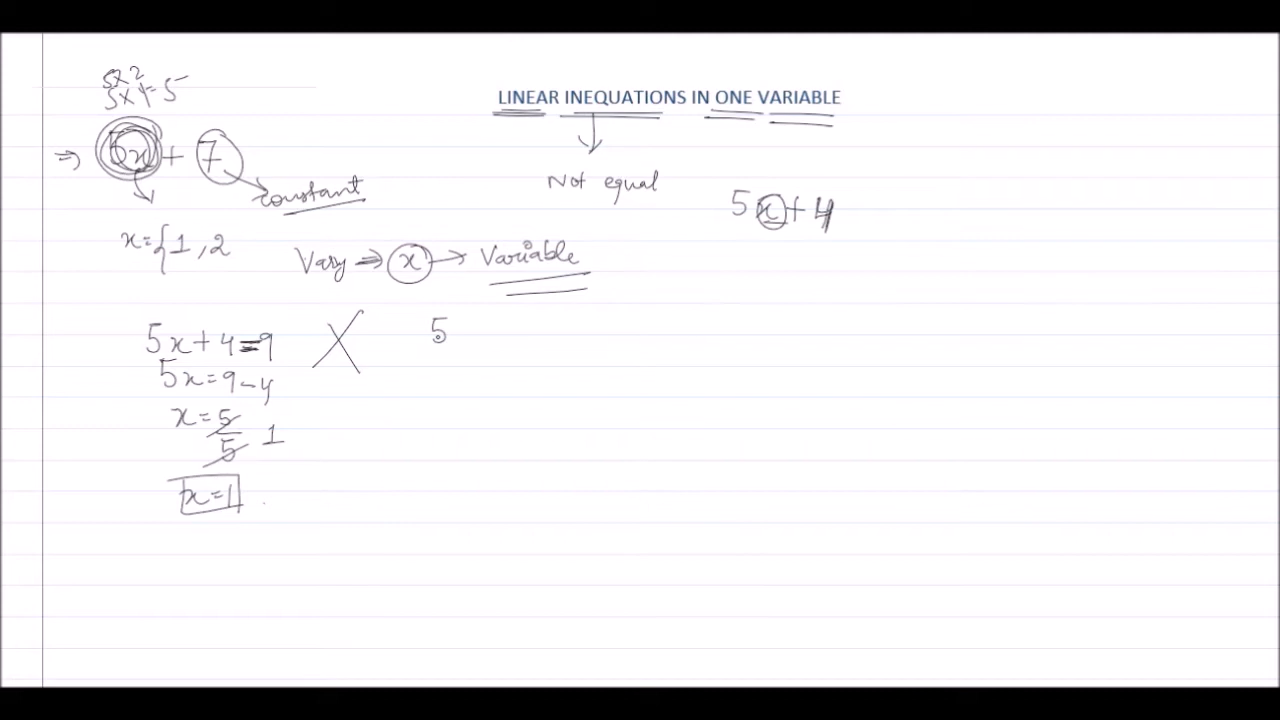 5x2
5x1=5
LINEAR INEQUATIONS IN ONE VARIABLE
⇒ 5x + 7
constant
Not equal
5x+4
x={1,2
Vary ⇒ x → Variable
5x+4=9
5
5x=9-4
x=5/5 1
x=1